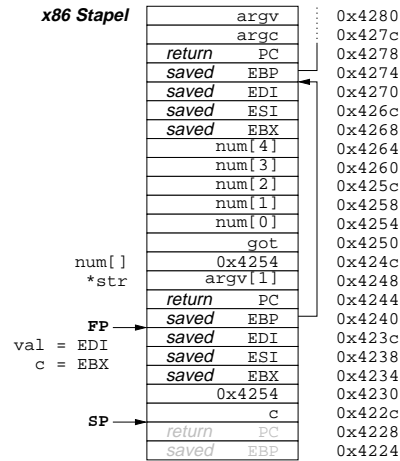 x86 Stapel argv 0x4280
argc 0x427c
return PC 0x4278
saved EBP 0x4274
saved EDI 0x4270
saved ESI 0x426c
saved EBX 0x4268
num[4] 0x4264
num[3] 0x4260
num[2] 0x425c
num[1] 0x4258
num[0] 0x4254
got 0x4250
num[] 0x4254 0x424c
*str argv[1] 0x4248
return PC 0x4244
FP saved EBP 0x4240
val = EDI saved EDI 0x423c
c = EBX saved ESI 0x4238
saved EBX 0x4234
0x4254 0x4230
SP c 0x422c
return PC 0x4228
saved EBP 0x4224